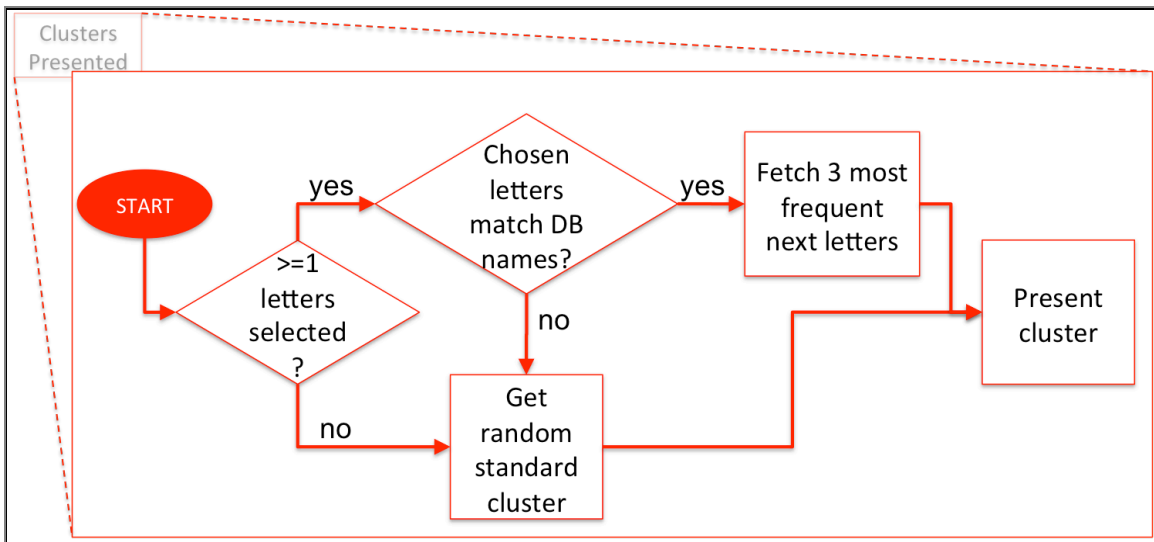 Clusters
Presented
START
>=1
letters
selected
?
yes
no
Chosen
letters
match DB
names?
yes
no
Fetch 3 most
frequent
next letters
Get
random
standard
cluster
Present
cluster